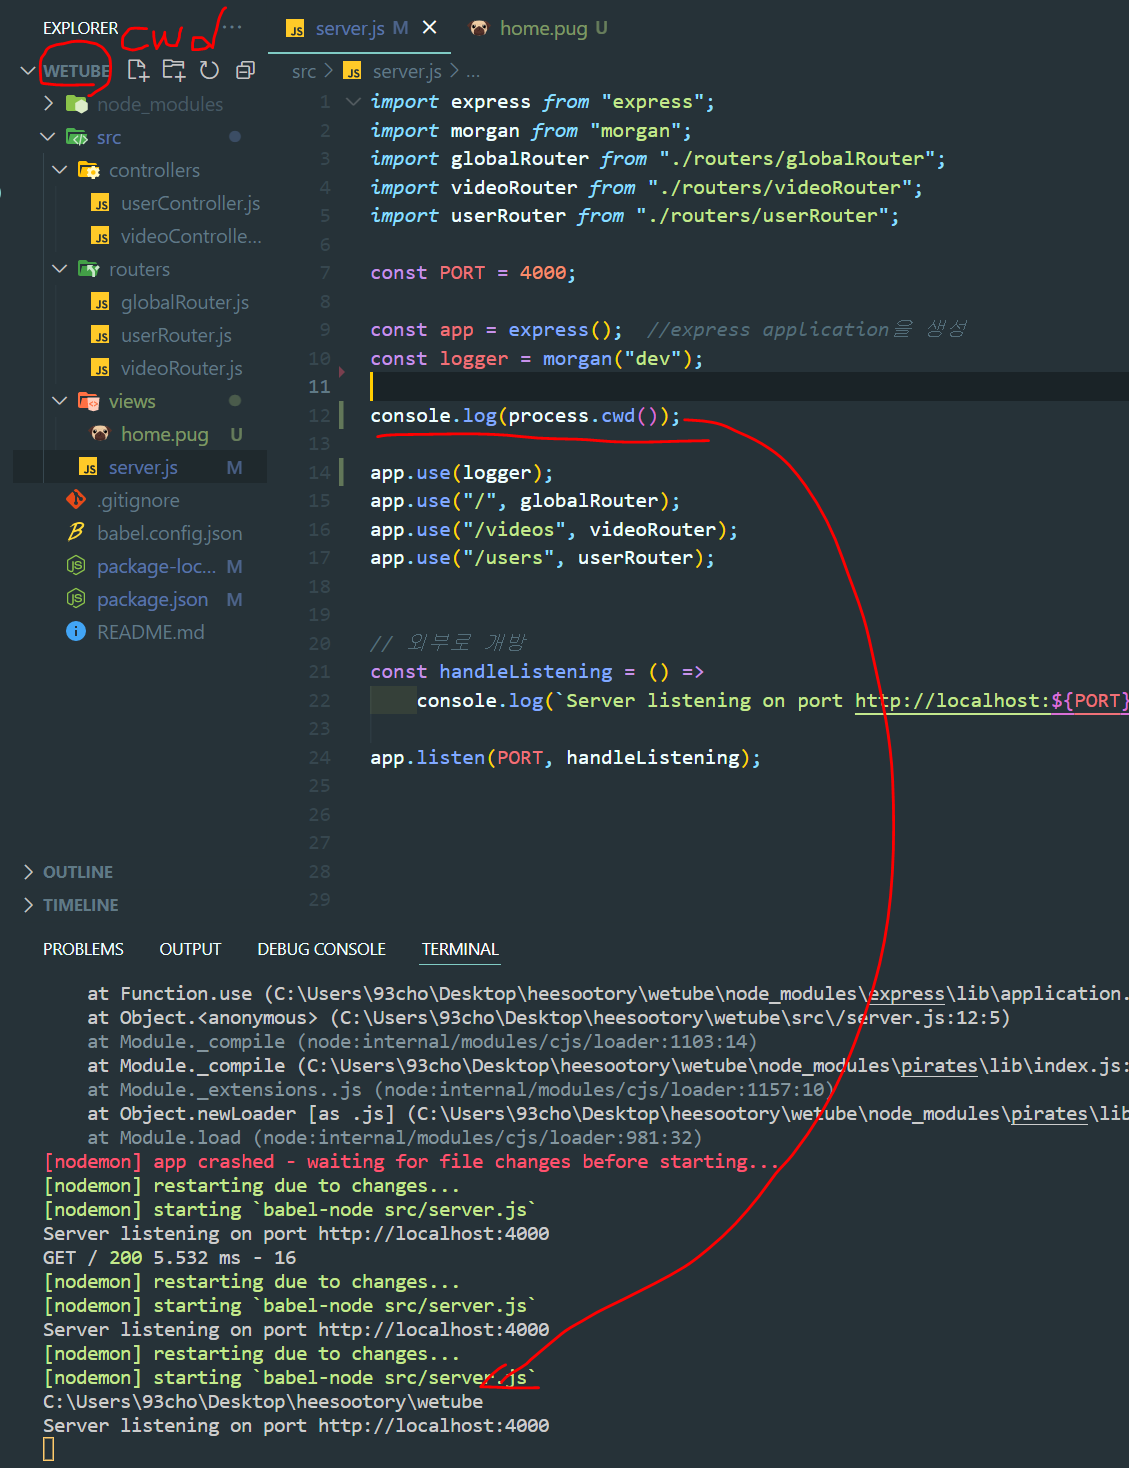 EXPLORER ...
cwd
WETUBE
node_modules
src
controllers
userController.js
videoControlle...
routers
globalRouter.js
userRouter.js
videoRouter.js
views
home.pug U
server.js M
.gitignore
babel.config.json
package-loc... M
package.json M
README.md
OUTLINE
TIMELINE
server.js M
home.pug U
src > server.js > ...
1 import express from "express";
2 import morgan from "morgan";
3 import globalRouter from "./routers/globalRouter";
4 import videoRouter from "./routers/videoRouter";
5 import userRouter from "./routers/userRouter";
6
7 const PORT = 4000;
8
9 const app = express();  //express application을 생성
10 const logger = morgan("dev");
11
12 console.log(process.cwd());
13
14 app.use(logger);
15 app.use("/", globalRouter);
16 app.use("/videos", videoRouter);
17 app.use("/users", userRouter);
18
19
20 // 외부로 개방
21 const handleListening = () =>
22     console.log(`Server listening on port http://localhost:${PORT}
23
24 app.listen(PORT, handleListening);
25
26
27
28
29
PROBLEMS OUTPUT DEBUG CONSOLE TERMINAL
at Function.use (C:\Users\93cho\Desktop\heesootory\wetube\node_modules\express\lib\application.
at Object.<anonymous> (C:\Users\93cho\Desktop\heesootory\wetube\src\/server.js:12:5)
at Module._compile (node:internal/modules/cjs/loader:1103:14)
at Module._compile (C:\Users\93cho\Desktop\heesootory\wetube\node_modules\pirates\lib\index.js:
at Module._extensions..js (node:internal/modules/cjs/loader:1157:10)
at Object.newLoader [as .js] (C:\Users\93cho\Desktop\heesootory\wetube\node_modules\pirates\lib
at Module.load (node:internal/modules/cjs/loader:981:32)
[nodemon] app crashed - waiting for file changes before starting...
[nodemon] restarting due to changes...
[nodemon] starting `babel-node src/server.js`
Server listening on port http://localhost:4000
GET / 200 5.532 ms - 16
[nodemon] restarting due to changes...
[nodemon] starting `babel-node src/server.js`
Server listening on port http://localhost:4000
[nodemon] restarting due to changes...
[nodemon] starting `babel-node src/server.js`
C:\Users\93cho\Desktop\heesootory\wetube
Server listening on port http://localhost:4000